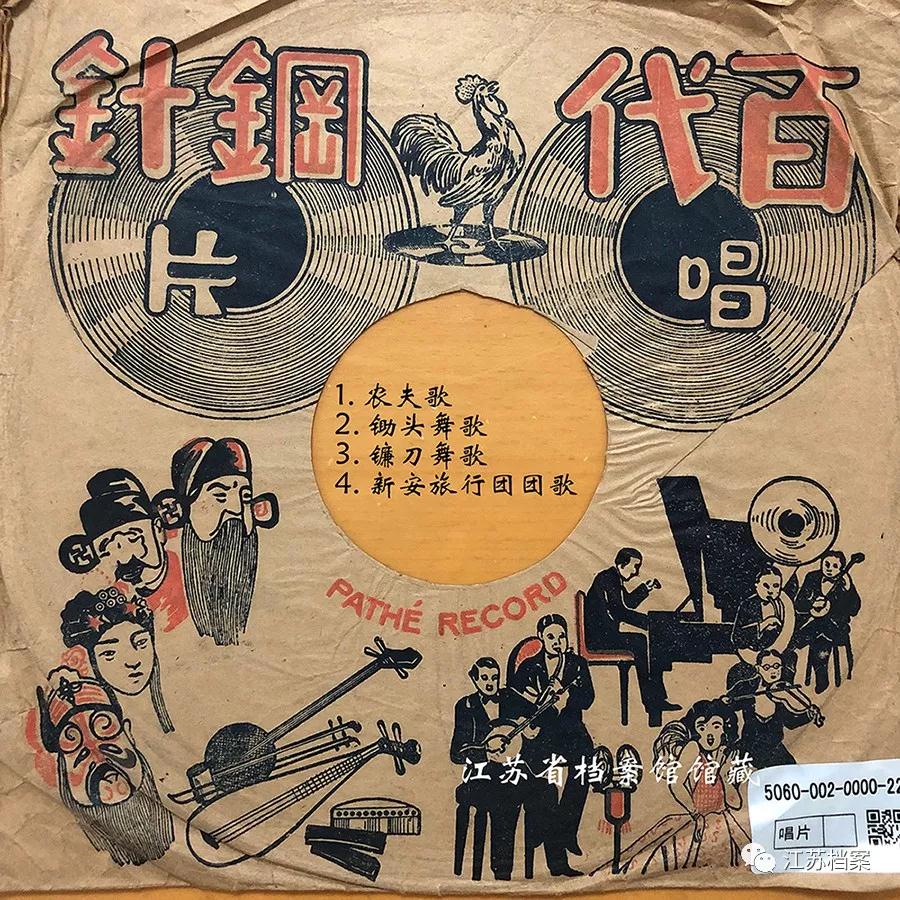 百代 鋼針
唱 片
1. 农夫歌
2. 锄头舞歌
3. 镰刀舞歌
4. 新安旅行团团歌
PATHÉ RECORD
江苏省档案馆馆藏
5060-002-0000-22
唱片
江苏档案